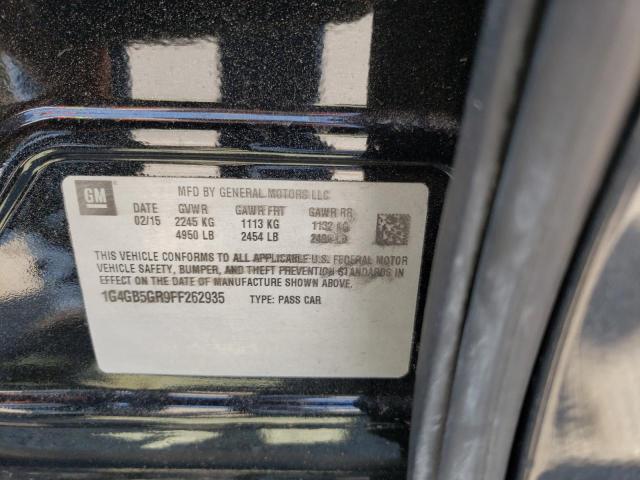 GM
MFD BY GENERAL MOTORS LLC
DATE GVWR GAWR FRT GAWR RR
02/15 2245 KG 1113 KG 1132 KG
4950 LB 2454 LB LB
THIS VEHICLE CONFORMS TO ALL APPLICABLE U.S. FEDERAL MOTOR
VEHICLE SAFETY, BUMPER, AND THEFT PREVENTION STANDARDS IN
EFFECT ON THE DATE OF MANUFACTURE SHOWN ABOVE.
1G4GB5GR9FF262935 TYPE: PASS CAR